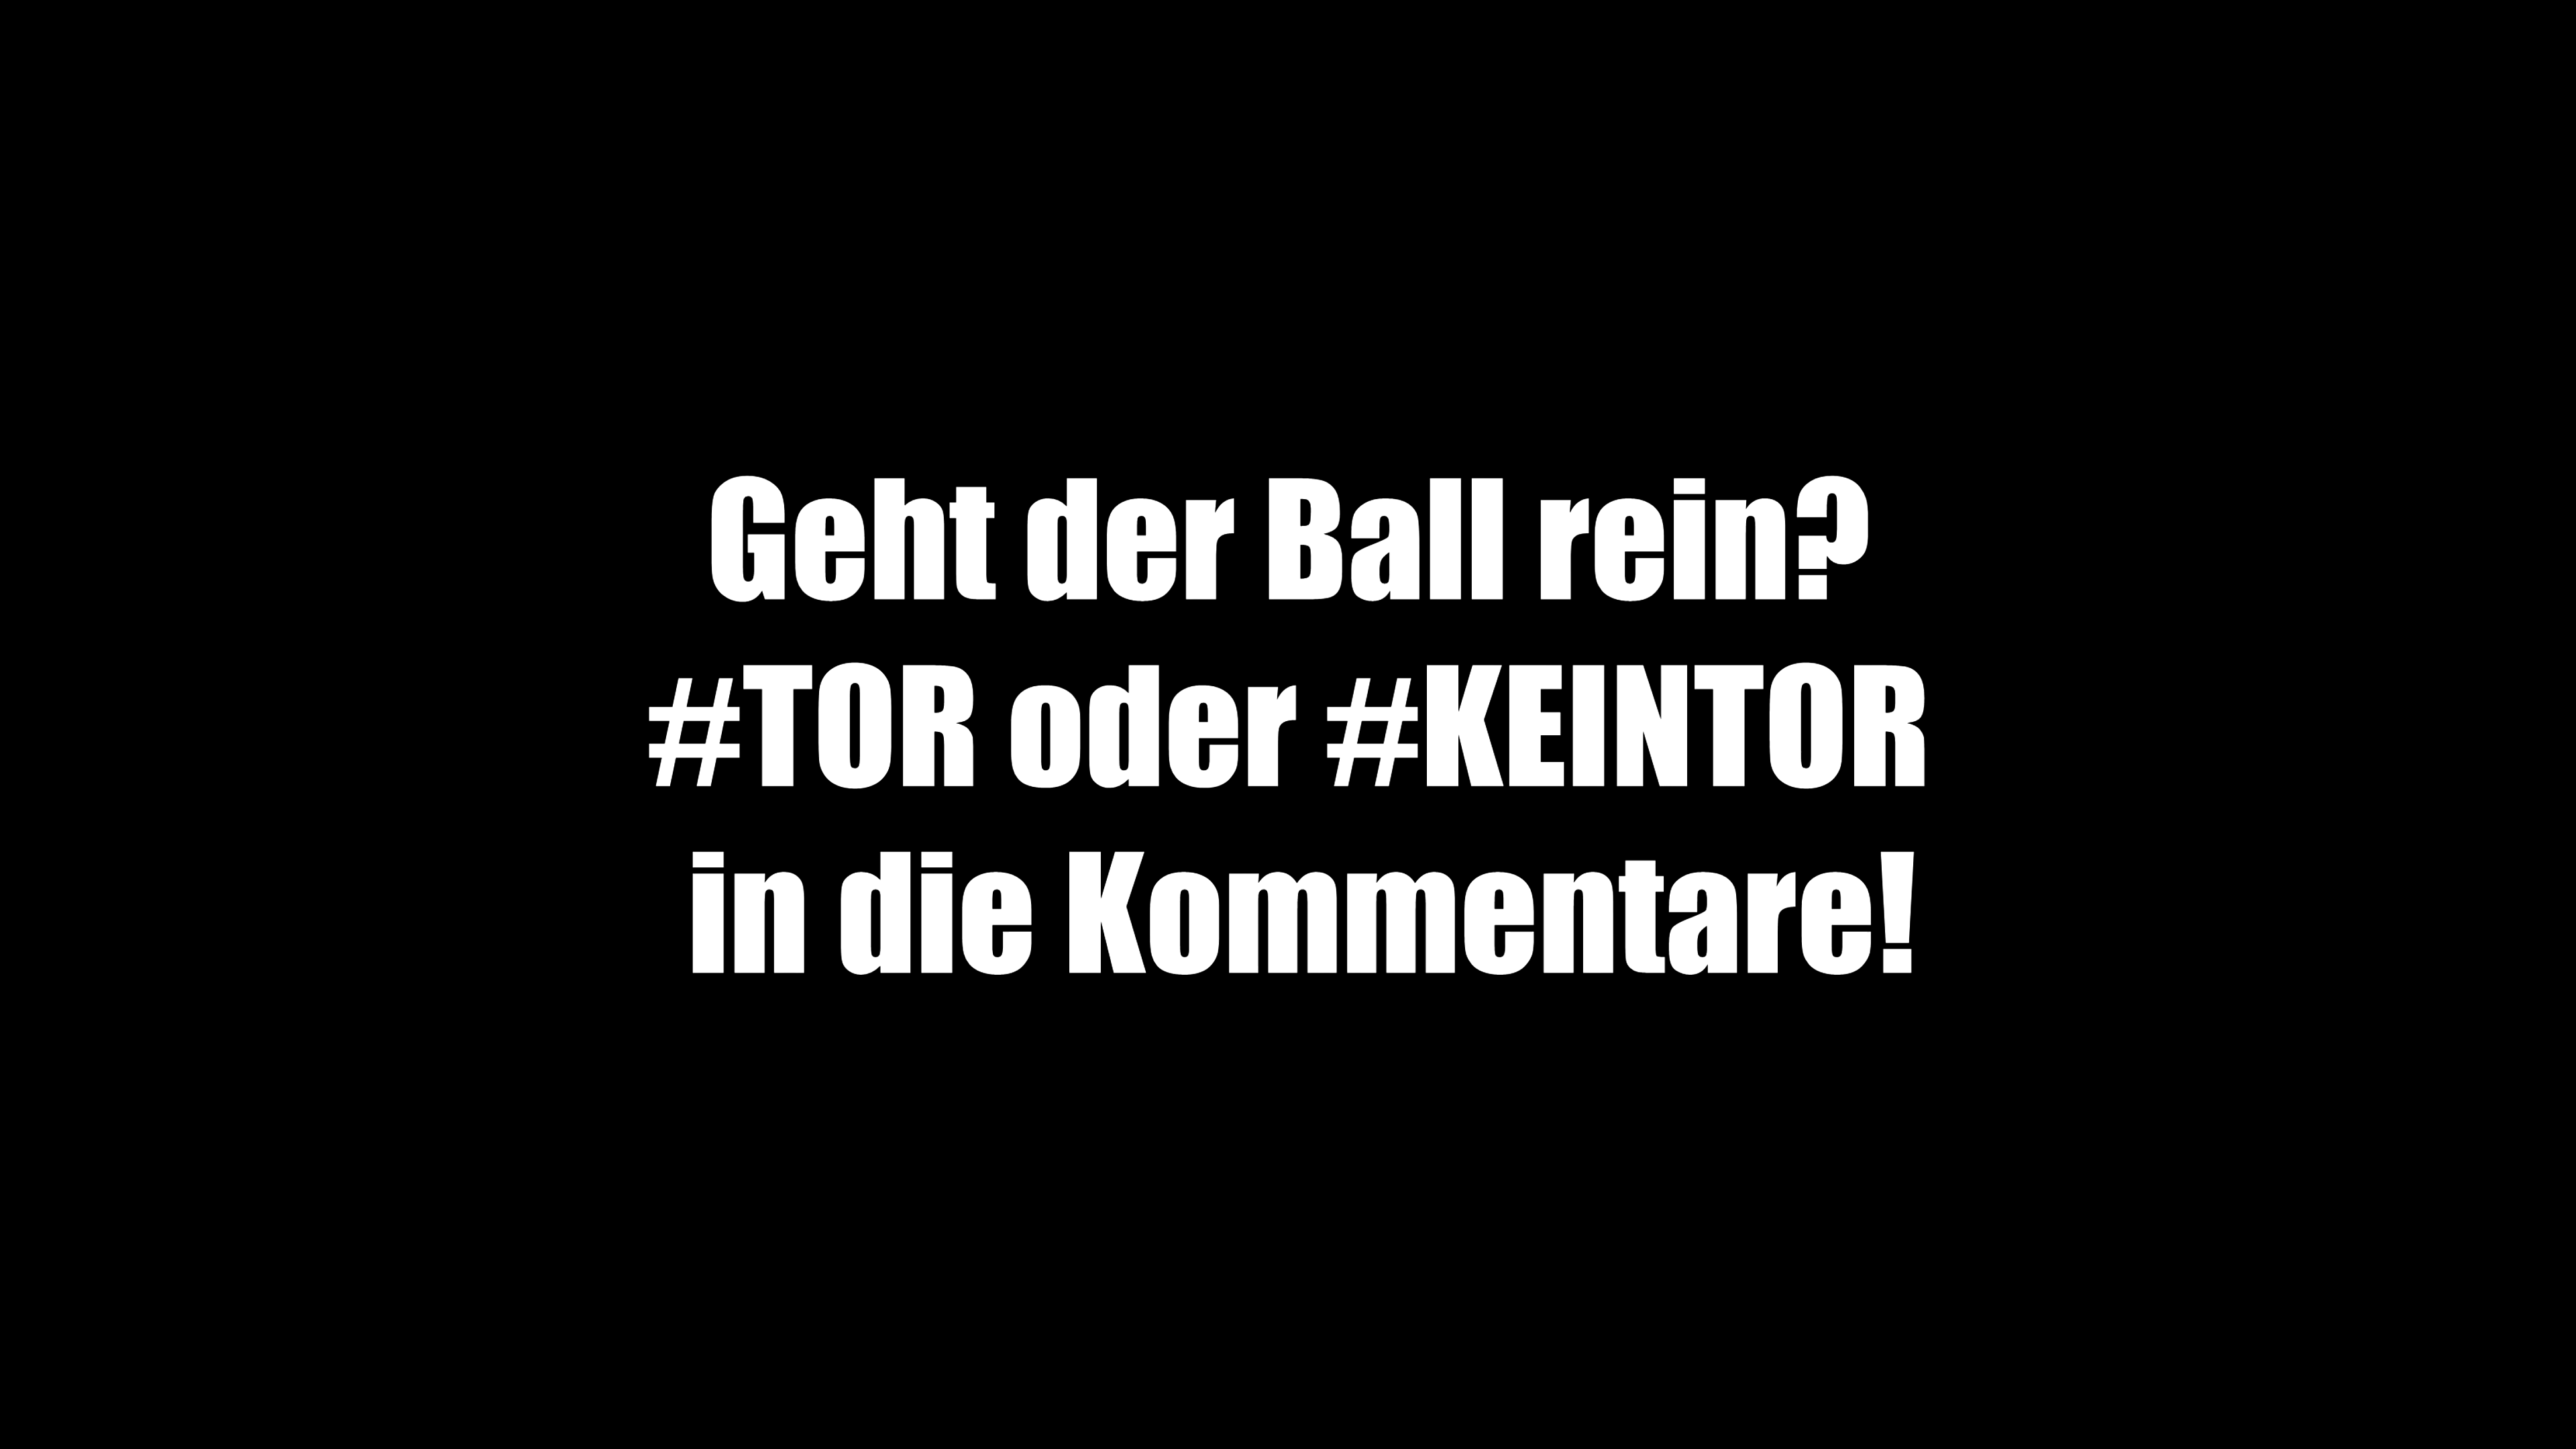 Geht der Ball rein?
#TOR oder #KEINTOR
in die Kommentare!